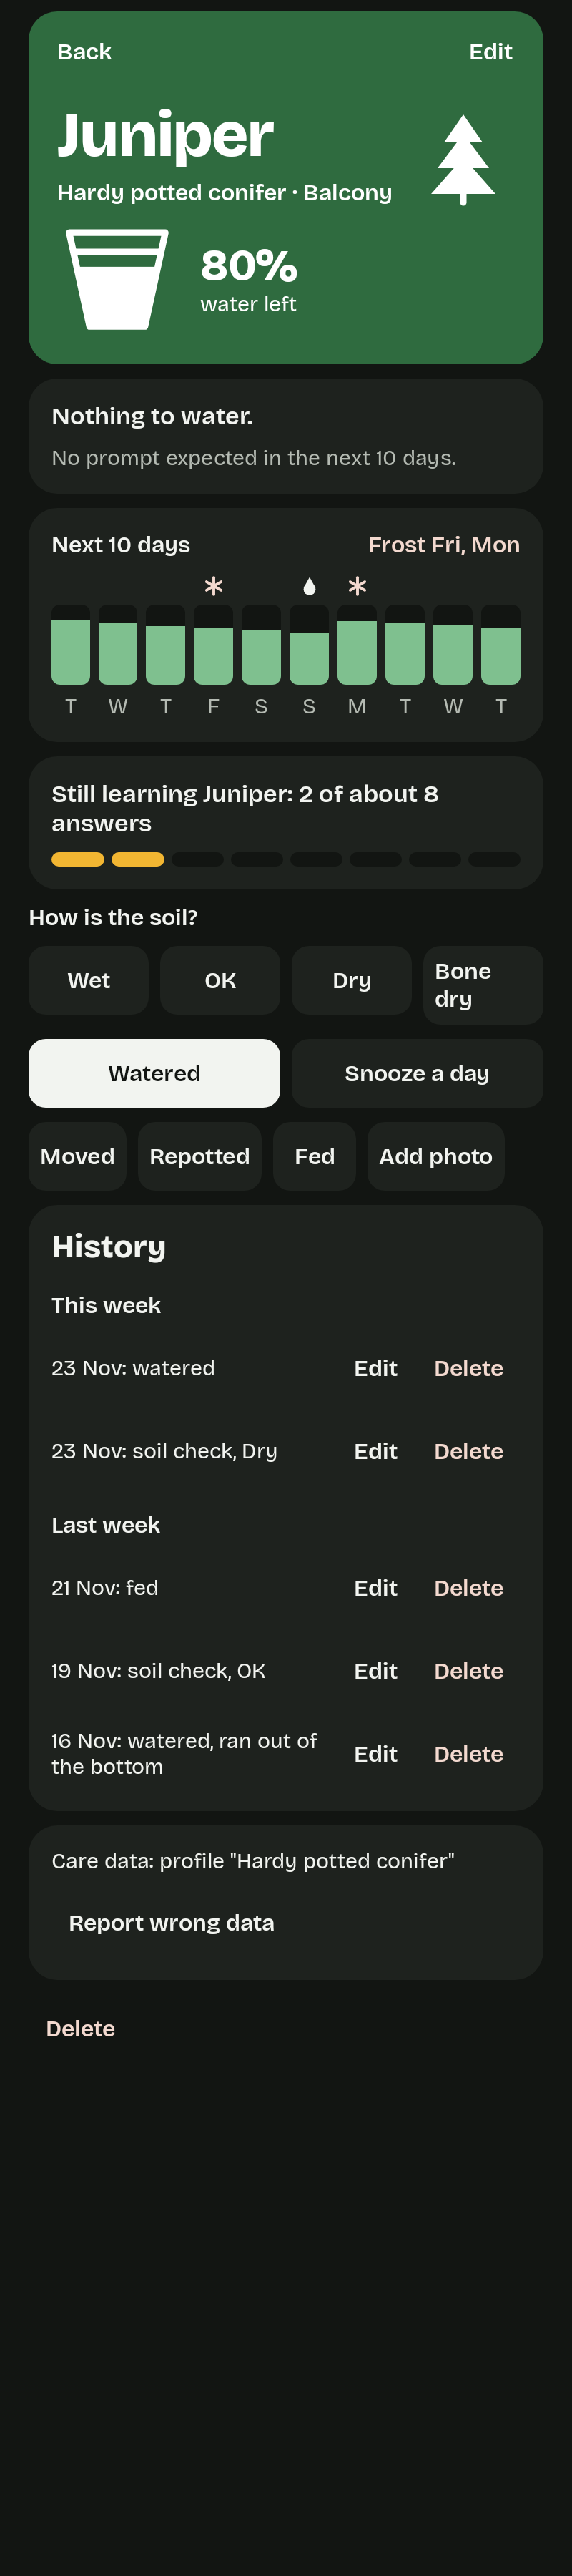 Back
Edit
Juniper
Hardy potted conifer · Balcony
80%
water left
Nothing to water.
No prompt expected in the next 10 days.
Next 10 days
Frost Fri, Mon
T W T F S S M T W T
Still learning Juniper: 2 of about 8
answers
How is the soil?
Wet
OK
Dry
Bone
dry
Watered
Snooze a day
Moved
Repotted
Fed
Add photo
History
This week
23 Nov: watered
Edit
Delete
23 Nov: soil check, Dry
Edit
Delete
Last week
21 Nov: fed
Edit
Delete
19 Nov: soil check, OK
Edit
Delete
16 Nov: watered, ran out of
the bottom
Edit
Delete
Care data: profile "Hardy potted conifer"
Report wrong data
Delete